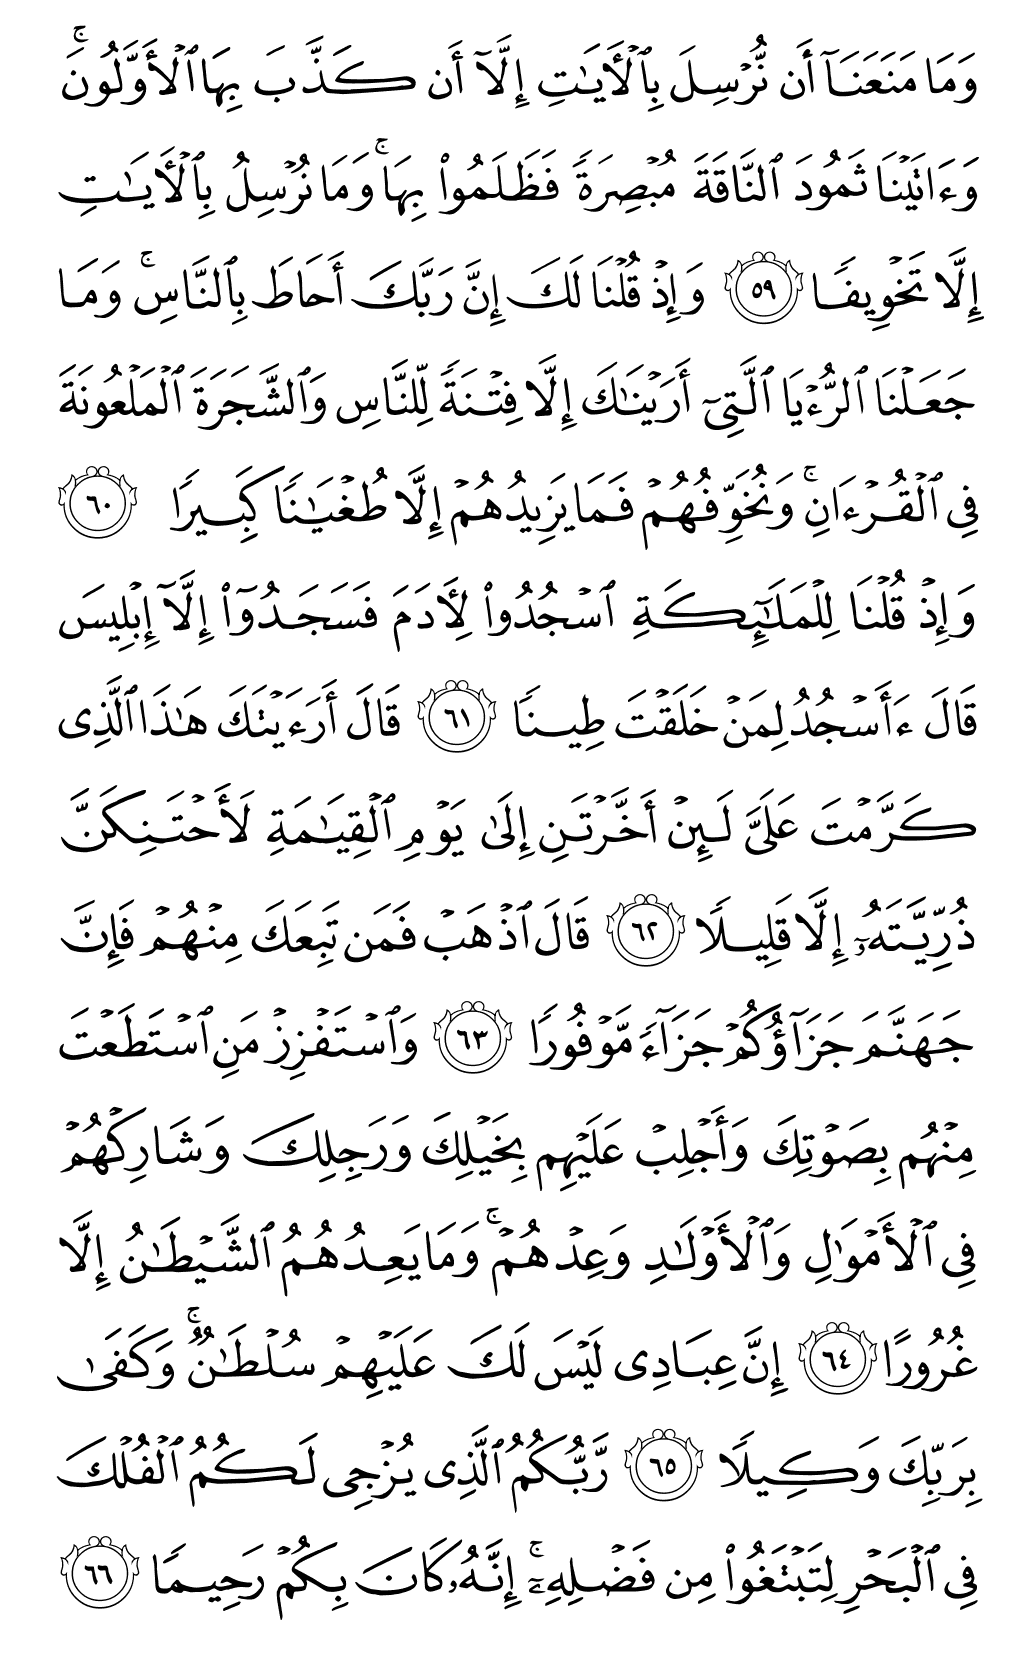 وَمَا مَنَعَنَآ أَن نُّرۡسِلَ بِٱلۡأٓيَٰتِ إِلَّآ أَن كَذَّبَ بِهَا ٱلۡأَوَّلُونَۚ
وَءَاتَيۡنَا ثَمُودَ ٱلنَّاقَةَ مُبۡصِرَةٗ فَظَلَمُواْ بِهَاۚ وَمَا نُرۡسِلُ بِٱلۡأٓيَٰتِ
إِلَّا تَخۡوِيفٗا ٥٩ وَإِذۡ قُلۡنَا لَكَ إِنَّ رَبَّكَ أَحَاطَ بِٱلنَّاسِۚ وَمَا
جَعَلۡنَا ٱلرُّءۡيَا ٱلَّتِيٓ أَرَيۡنَٰكَ إِلَّا فِتۡنَةٗ لِّلنَّاسِ وَٱلشَّجَرَةَ ٱلۡمَلۡعُونَةَ
فِي ٱلۡقُرۡءَانِۚ وَنُخَوِّفُهُمۡ فَمَا يَزِيدُهُمۡ إِلَّا طُغۡيَٰنٗا كَبِيرٗا ٦٠
وَإِذۡ قُلۡنَا لِلۡمَلَٰٓئِكَةِ ٱسۡجُدُواْ لِأٓدَمَ فَسَجَدُوٓاْ إِلَّآ إِبۡلِيسَ
قَالَ ءَأَسۡجُدُ لِمَنۡ خَلَقۡتَ طِينٗا ٦١ قَالَ أَرَءَيۡتَكَ هَٰذَا ٱلَّذِي
كَرَّمۡتَ عَلَيَّ لَئِنۡ أَخَّرۡتَنِ إِلَىٰ يَوۡمِ ٱلۡقِيَٰمَةِ لَأَحۡتَنِكَنَّ
ذُرِّيَّتَهُۥٓ إِلَّا قَلِيلٗا ٦٢ قَالَ ٱذۡهَبۡ فَمَن تَبِعَكَ مِنۡهُمۡ فَإِنَّ
جَهَنَّمَ جَزَآؤُكُمۡ جَزَآءٗ مَّوۡفُورٗا ٦٣ وَٱسۡتَفۡزِزۡ مَنِ ٱسۡتَطَعۡتَ
مِنۡهُم بِصَوۡتِكَ وَأَجۡلِبۡ عَلَيۡهِم بِخَيۡلِكَ وَرَجِلِكَ وَشَارِكۡهُمۡ
فِي ٱلۡأَمۡوَٰلِ وَٱلۡأَوۡلَٰدِ وَعِدۡهُمۡۚ وَمَا يَعِدُهُمُ ٱلشَّيۡطَٰنُ إِلَّا
غُرُورًا ٦٤ إِنَّ عِبَادِي لَيۡسَ لَكَ عَلَيۡهِمۡ سُلۡطَٰنٞۚ وَكَفَىٰ
بِرَبِّكَ وَكِيلٗا ٦٥ رَّبُّكُمُ ٱلَّذِي يُزۡجِي لَكُمُ ٱلۡفُلۡكَ
فِي ٱلۡبَحۡرِ لِتَبۡتَغُواْ مِن فَضۡلِهِۦٓۚ إِنَّهُۥ كَانَ بِكُمۡ رَحِيمٗا ٦٦